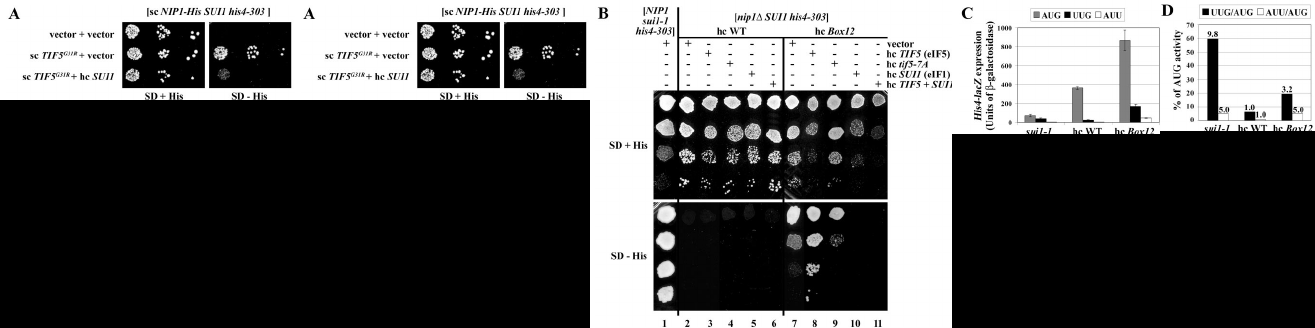 A
[sc NIP1-His SUI1 his4-303 ]
vector + vector
sc TIF5G31R + vector
sc TIF5G31R + hc SUI1
SD + His SD - His
A
[sc NIP1-His SUI1 his4-303 ]
vector + vector
sc TIF5G31R + vector
sc TIF5G31R + hc SUI1
SD + His SD - His
B
[NIP1 sui1-1 his4-303]
[nip1Δ SUI1 his4-303]
hc WT hc Box12
+ + - - - - + - - - - vector
- - + - - - - + - - - hc TIF5 (eIF5)
- - - + - - - - + - - hc tif5-7A
- - - - + - - - - + - hc SUI1 (eIF1)
- - - - - + - - - - + hc TIF5 + SUI1
SD + His
SD - His
1 2 3 4 5 6 7 8 9 10 11
C
AUG UUG AUU
His4-lacZ expression
(Units of β-galactosidase)
1000
800
600
400
200
0
sui1-1 hc WT hc Box12
D
UUG/AUG AUU/AUG
% of AUG activity
70
60
50
40
30
20
10
0
9.8
5.0
1.0
1.0
3.2
5.0
sui1-1 hc WT hc Box12